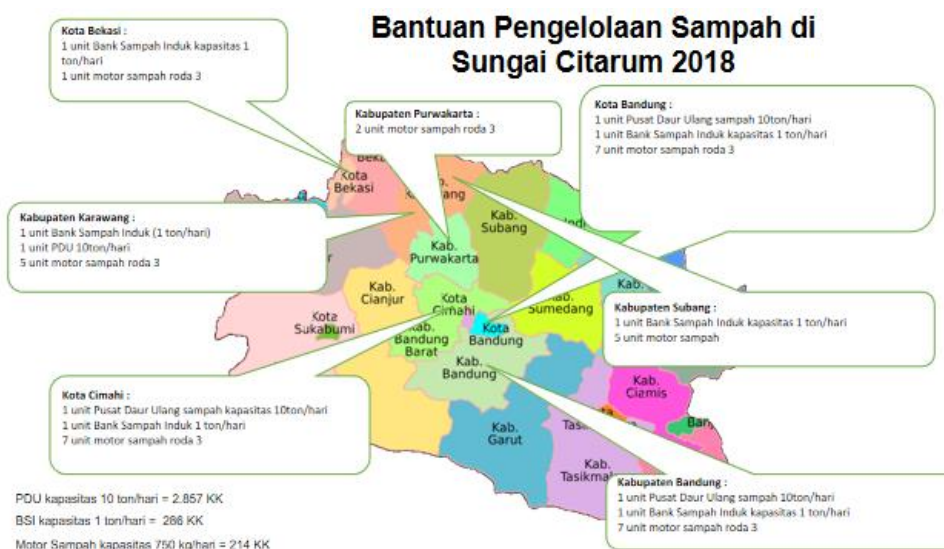 Bantuan Pengelolaan Sampah di
Sungai Citarum 2018
Kota Bekasi :
1 unit Bank Sampah Induk kapasitas 1
ton/hari
1 unit motor sampah roda 3
Kabupaten Purwakarta :
2 unit motor sampah roda 3
Kota Bandung :
1 unit Pusat Daur Ulang sampah 10ton/hari
1 unit Bank Sampah Induk kapasitas 1 ton/hari
7 unit motor sampah roda 3
Kabupaten Karawang :
1 unit Bank Sampah Induk (1 ton/hari)
1 unit PDU 10ton/hari
5 unit motor sampah roda 3
Kabupaten Subang :
1 unit Bank Sampah Induk kapasitas 1 ton/hari
5 unit motor sampah
Kota Cimahi :
1 unit Pusat Daur Ulang sampah kapasitas 10ton/hari
1 unit Bank Sampah Induk 1 ton/hari
7 unit motor sampah roda 3
Kabupaten Bandung :
1 unit Pusat Daur Ulang sampah 10ton/hari
1 unit Bank Sampah Induk kapasitas 1 ton/hari
7 unit motor sampah roda 3
Kota
Bekasi
Kab.
Subang
Kab.
Purwakarta
Kab.
Cianjur
Kota
Cimahi
Kota
Sukabumi
Kab.
Bandung
Barat
Kota
Bandung
Kab.
Bandung
Sumedang
Kab.
Kab.
Garut
Kab.
Ciamis
Kab.
PDU kapasitas 10 ton/hari = 2.857 KK
BSI kapasitas 1 ton/hari = 286 KK
Motor Sampah kapasitas 750 kg/hari = 214 KK